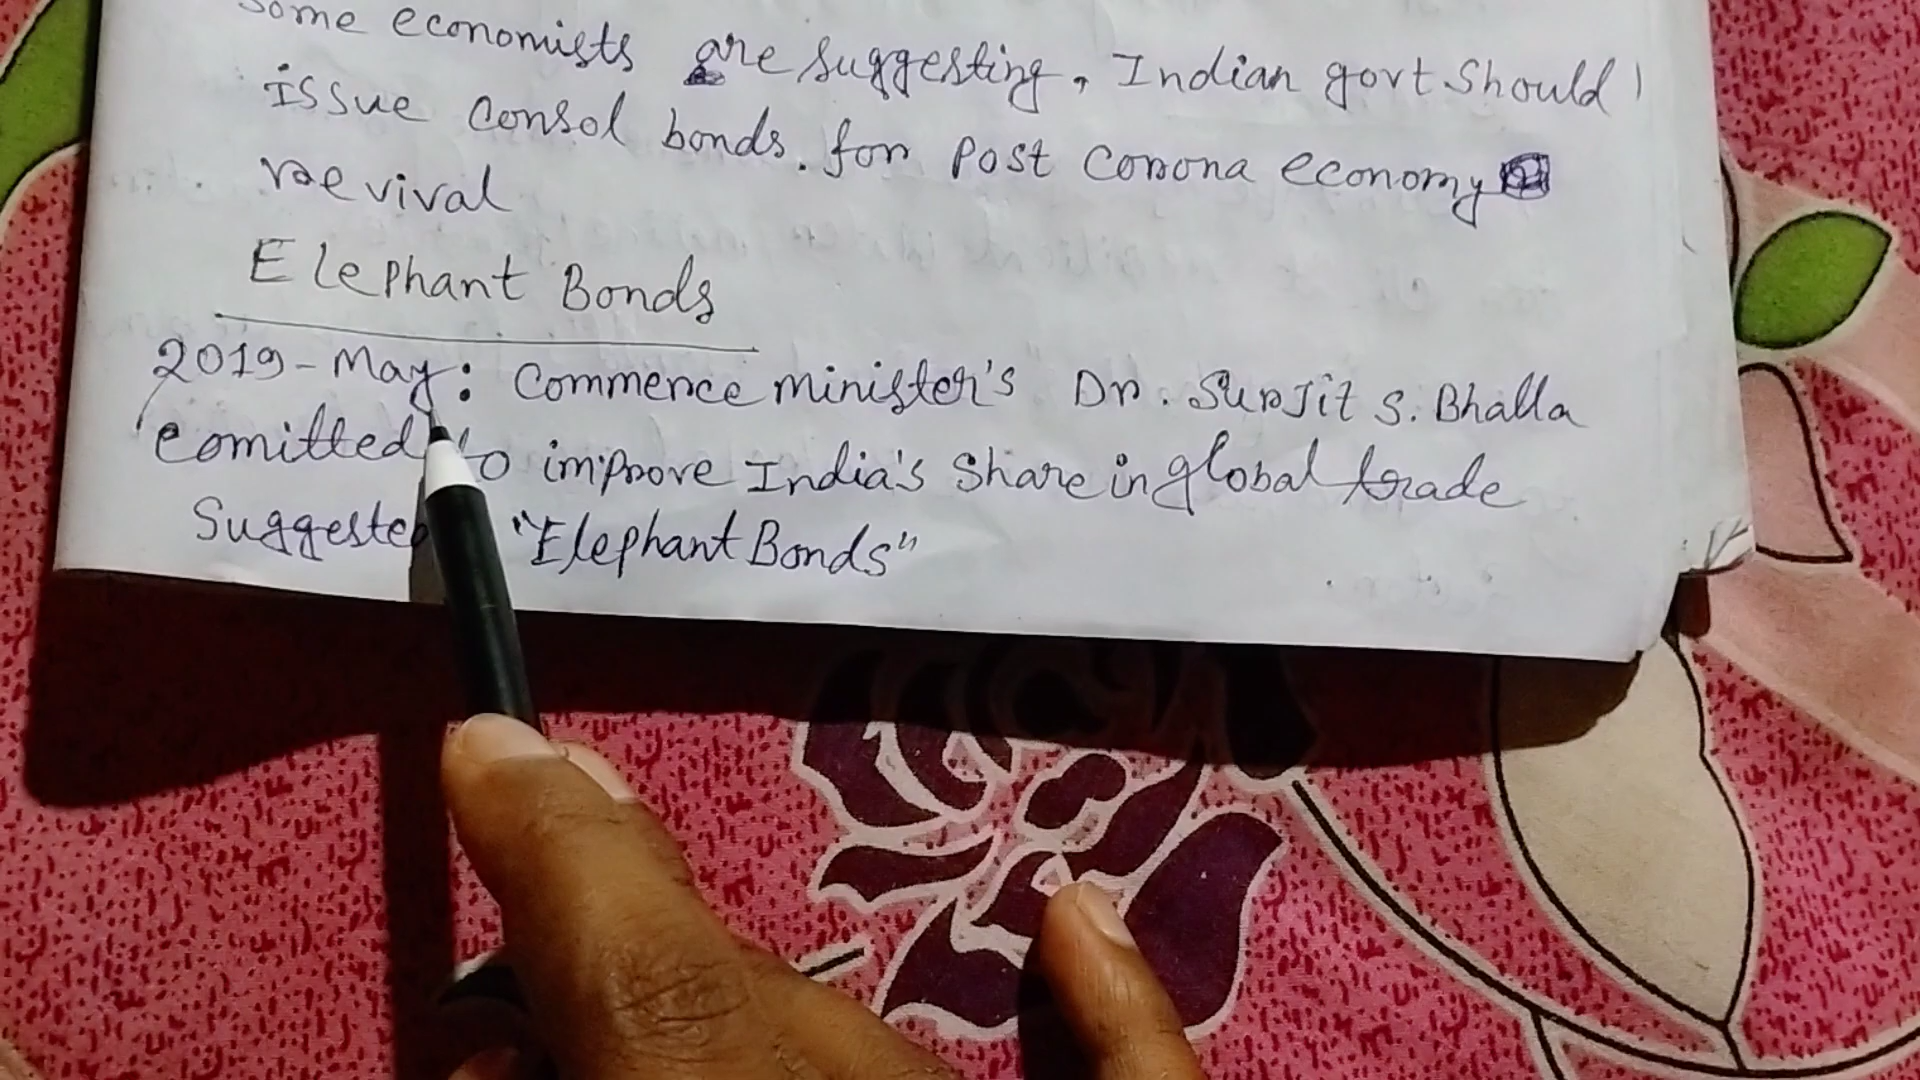 Some economists are suggesting, Indian govt Should
issue Consol bonds. for Post Corona economy
revival
Elephant Bonds
2019-May: Commerce minister's Dr. Surjit S. Bhalla
Comitted to improve India's Share in global trade
Suggested "Elephant Bonds"